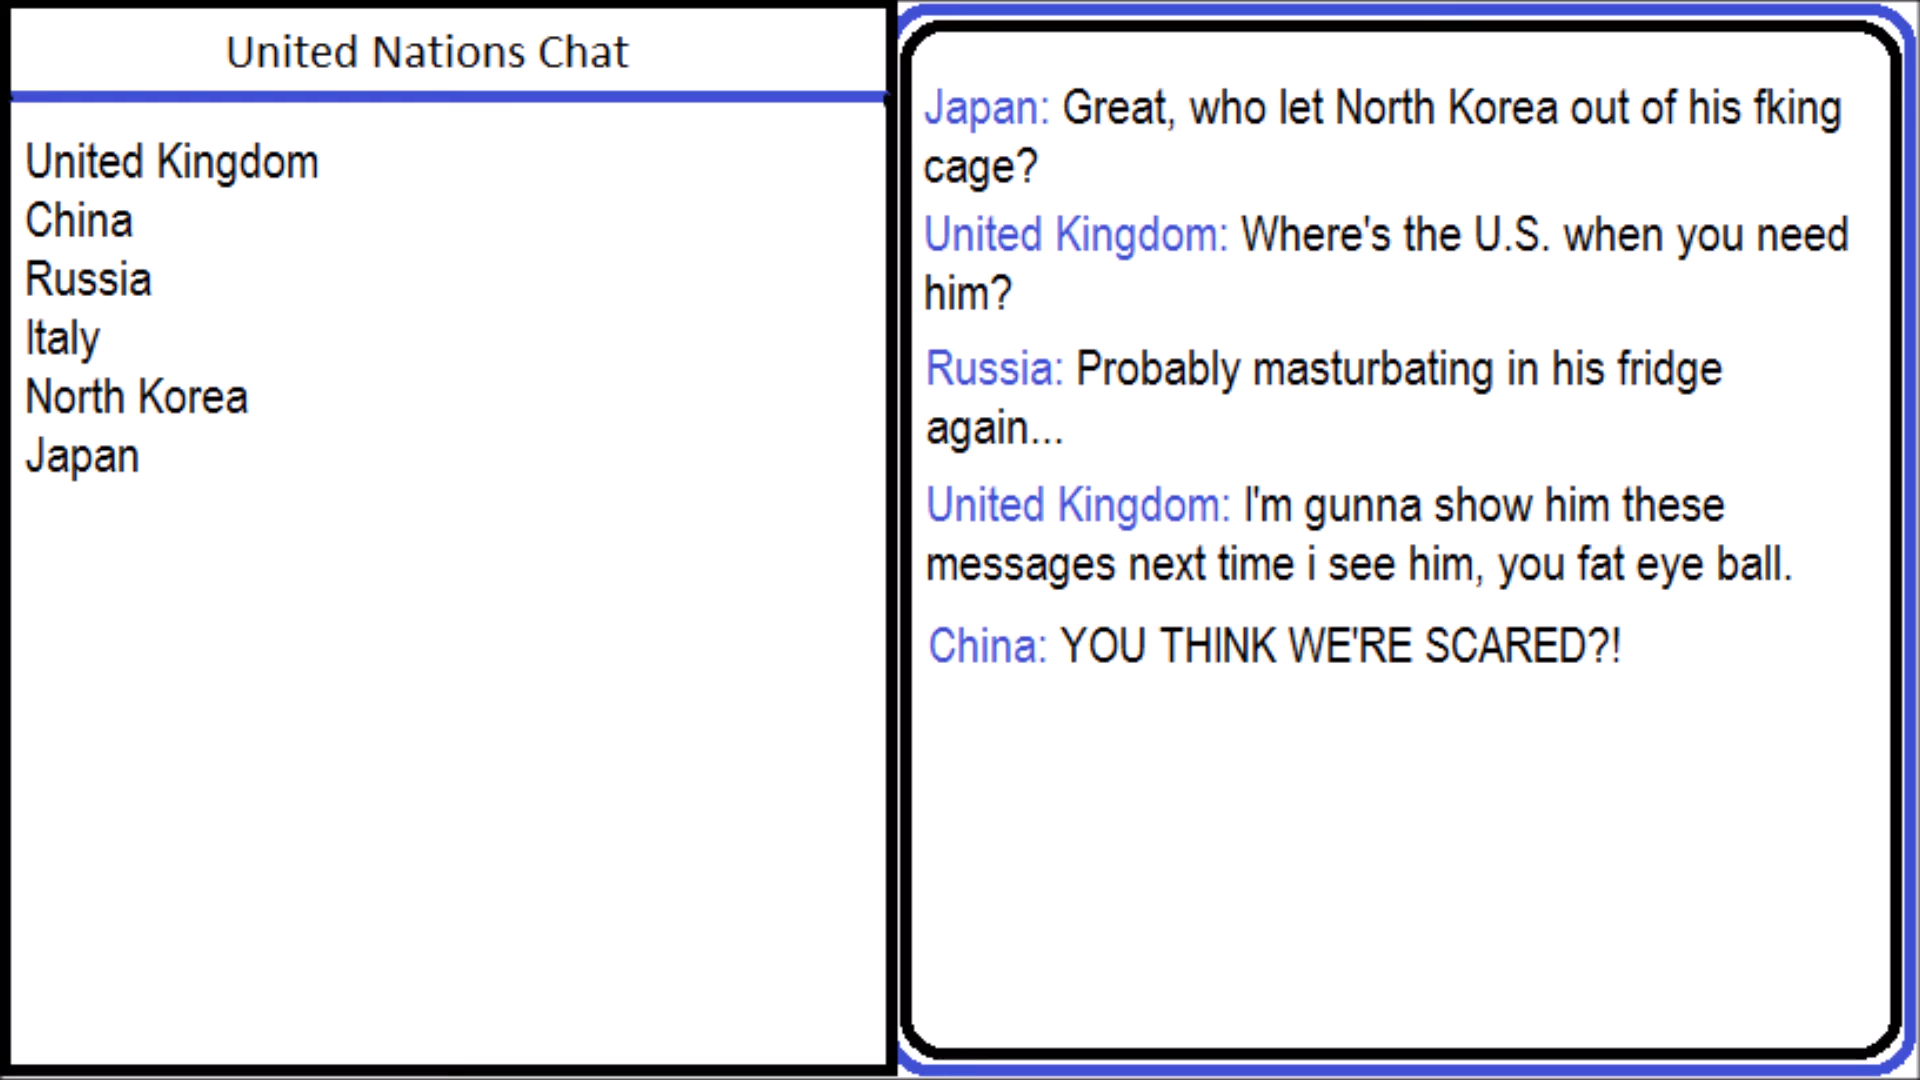 United Nations Chat
United Kingdom
China
Russia
Italy
North Korea
Japan
Japan: Great, who let North Korea out of his fking
cage?
United Kingdom: Where's the U.S. when you need
him?
Russia: Probably masturbating in his fridge
again...
United Kingdom: I'm gunna show him these
messages next time i see him, you fat eye ball.
China: YOU THINK WE'RE SCARED?!